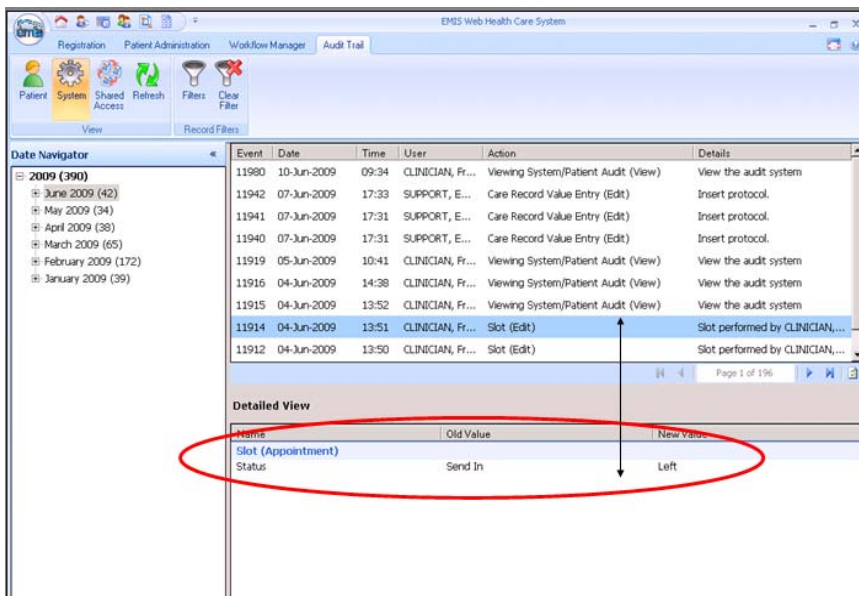 emis
EMIS Web Health Care System
Registration Patient Administration Workflow Manager Audit Trail
Patient System Shared Access Refresh Filters Clear Filter
View Record Filters
Date Navigator «
2009 (390)
June 2009 (42)
May 2009 (34)
April 2009 (38)
March 2009 (65)
February 2009 (172)
January 2009 (39)
Event Date Time User Action Details
11980 10-Jun-2009 09:34 CLINICIAN, Fr... Viewing System/Patient Audit (View) View the audit system
11942 07-Jun-2009 17:33 SUPPORT, E... Care Record Value Entry (Edit) Insert protocol.
11941 07-Jun-2009 17:31 SUPPORT, E... Care Record Value Entry (Edit) Insert protocol.
11940 07-Jun-2009 17:31 SUPPORT, E... Care Record Value Entry (Edit) Insert protocol.
11919 05-Jun-2009 10:41 CLINICIAN, Fr... Viewing System/Patient Audit (View) View the audit system
11916 04-Jun-2009 14:38 CLINICIAN, Fr... Viewing System/Patient Audit (View) View the audit system
11915 04-Jun-2009 13:52 CLINICIAN, Fr... Viewing System/Patient Audit (View) View the audit system
11914 04-Jun-2009 13:51 CLINICIAN, Fr... Slot (Edit) Slot performed by CLINICIAN,...
11912 04-Jun-2009 13:50 CLINICIAN, Fr... Slot (Edit) Slot performed by CLINICIAN,...
Page 1 of 196
Detailed View
Name Old Value New Value
Slot (Appointment)
Status Send In Left